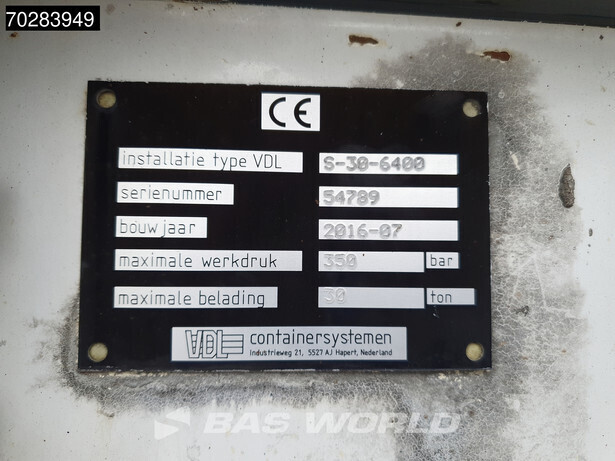 70283949
CE
installatie type VDL S-30-6400
serienummer 54789
bouwjaar 2016-07
maximale werkdruk 350 bar
maximale belading 30 ton
VDL containersystemen
Industrieweg 21, 5527 AJ Hapert, Nederland
BAS WORLD